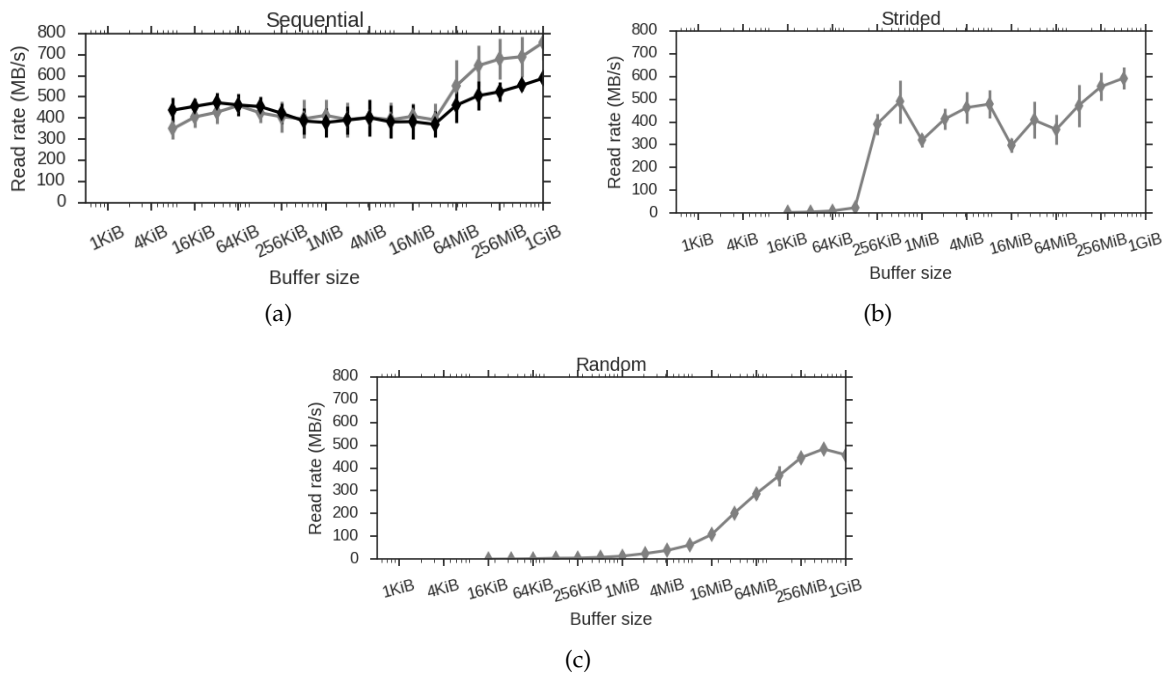 Sequential
800
700
600
500
400
300
200
100
0
Read rate (MB/s)
1KiB 4KiB 16KiB 64KiB 256KiB 1MiB 4MiB 16MiB 64MiB 256MiB 1GiB
Buffer size
(a)
Strided
800
700
600
500
400
300
200
100
0
Read rate (MB/s)
1KiB 4KiB 16KiB 64KiB 256KiB 1MiB 4MiB 16MiB 64MiB 256MiB 1GiB
Buffer size
(b)
Random
800
700
600
500
400
300
200
100
0
Read rate (MB/s)
1KiB 4KiB 16KiB 64KiB 256KiB 1MiB 4MiB 16MiB 64MiB 256MiB 1GiB
Buffer size
(c)